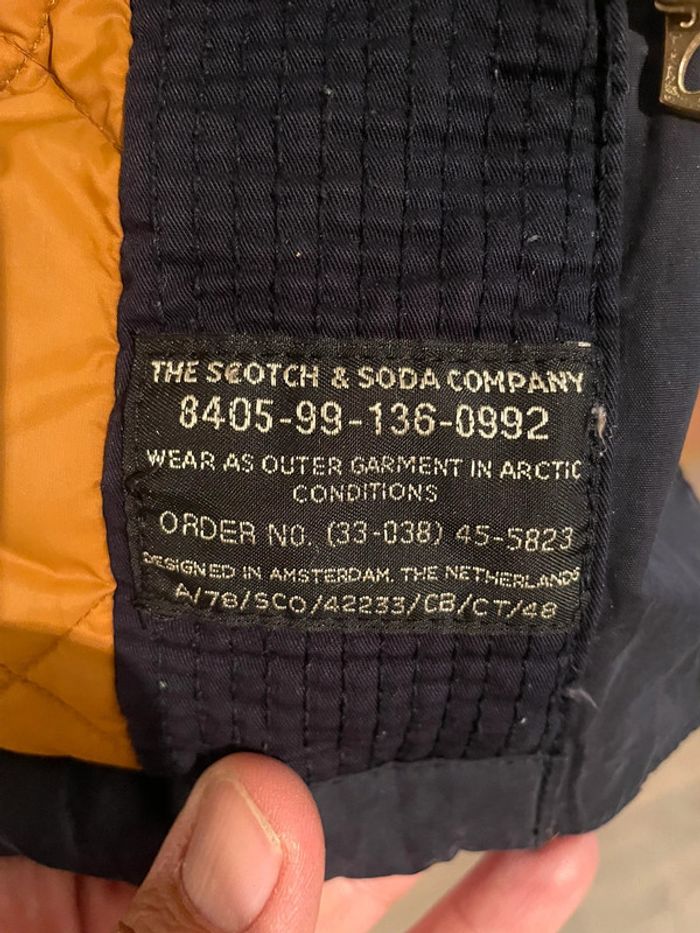 THE SCOTCH & SODA COMPANY
8405-99-136-0992
WEAR AS OUTER GARMENT IN ARCTIC
CONDITIONS
ORDER NO. (33-038) 45-5823
DESIGNED IN AMSTERDAM. THE NETHERLANDS
A/78/SCO/42233/CB/CT/48